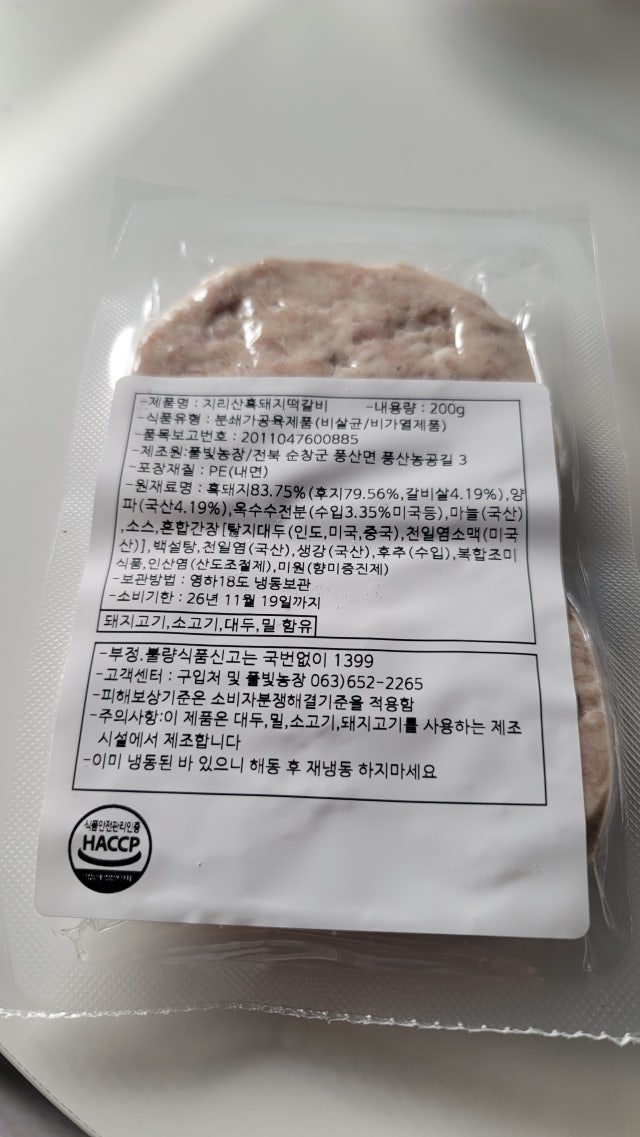 -제품명 : 지리산흑돼지떡갈비 -내용량 : 200g
-식품유형 : 분쇄가공육제품(비살균/비가열제품)
-품목보고번호 : 2011047600885
-제조원:풀빛농장/전북 순창군 풍산면 풍산농공길 3
-포장재질 : PE(내면)
-원재료명 : 흑돼지83.75%(후지79.56%,갈비살4.19%),양
파(국산4.19%),옥수수전분(수입3.35%미국등),마늘(국산)
,소스,혼합간장[탈지대두(인도,미국,중국),천일염소맥(미국
산)],백설탕,천일염(국산),생강(국산),후추(수입),복합조미
식품,인산염(산도조절제),미원(향미증진제)
-보관방법 : 영하18도 냉동보관
-소비기한 : 26년 11월 19일까지
돼지고기,소고기,대두,밀 함유
-부정.불량식품신고는 국번없이 1399
-고객센터 : 구입처 및 풀빛농장 063)652-2265
-피해보상기준은 소비자분쟁해결기준을 적용함
-주의사항:이 제품은 대두,밀,소고기,돼지고기를 사용하는 제조
시설에서 제조합니다
-이미 냉동된 바 있으니 해동 후 재냉동 하지마세요
식품안전관리인증
HACCP